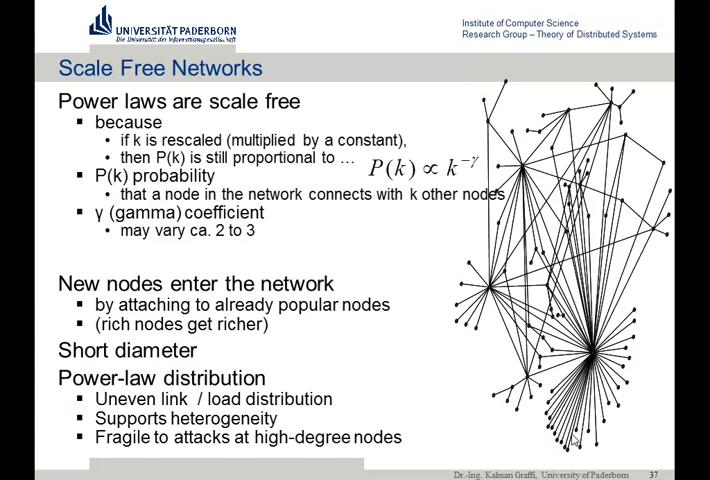 UNIVERSITÄT PADERBORN
Die Universität der Informationsgesellschaft
Institute of Computer Science
Research Group – Theory of Distributed Systems
Scale Free Networks
Power laws are scale free
because
if k is rescaled (multiplied by a constant),
then P(k) is still proportional to …
P(k) ∝ k^−γ
P(k) probability
that a node in the network connects with k other nodes
γ (gamma) coefficient
may vary ca. 2 to 3
New nodes enter the network
by attaching to already popular nodes
(rich nodes get richer)
Short diameter
Power-law distribution
Uneven link / load distribution
Supports heterogeneity
Fragile to attacks at high-degree nodes
Dr.-Ing. Kalman Graffi, University of Paderborn 37